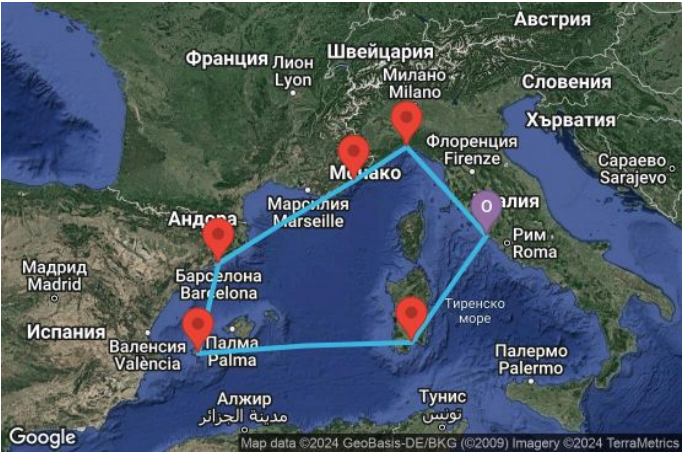 Австрия
Франция
Лион
Lyon
Швейцария
Милано
Milano
Словения
Хърватия
Флоренция
Firenze
Сараево
Sarajevo
Монако
Марсилия
Marseille
О
алия
Андора
Рим
Roma
Мадрид
Madrid
Барселона
Barcelona
Тиренско
море
Испания
Валенсия
València
Палма
Palma
Палермо
Palermo
Алжир
مدينة الجزائر
Тунис
تونس
Google
Map data ©2024 GeoBasis-DE/BKG (©2009) Imagery ©2024 TerraMetrics